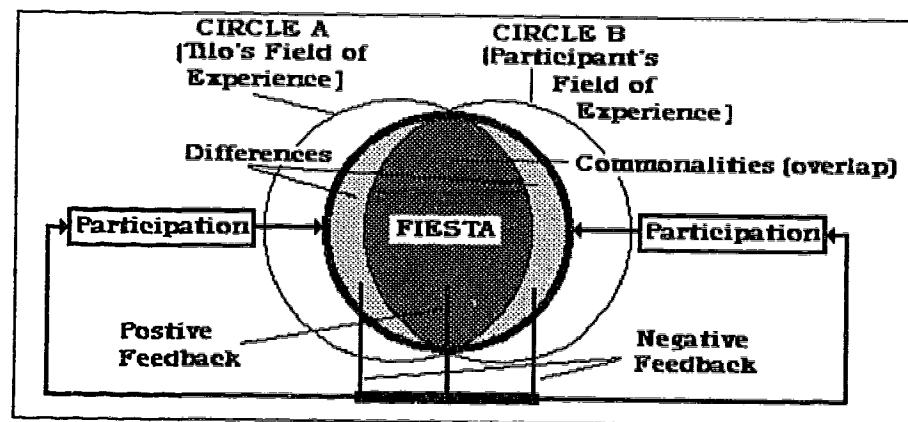 CIRCLE A
[Tilo's Field of
Experience]
CIRCLE B
[Participant's
Field of
Experience]
Differences
Commonalities (overlap)
Participation
FIESTA
Participation
Postive
Feedback
Negative
Feedback